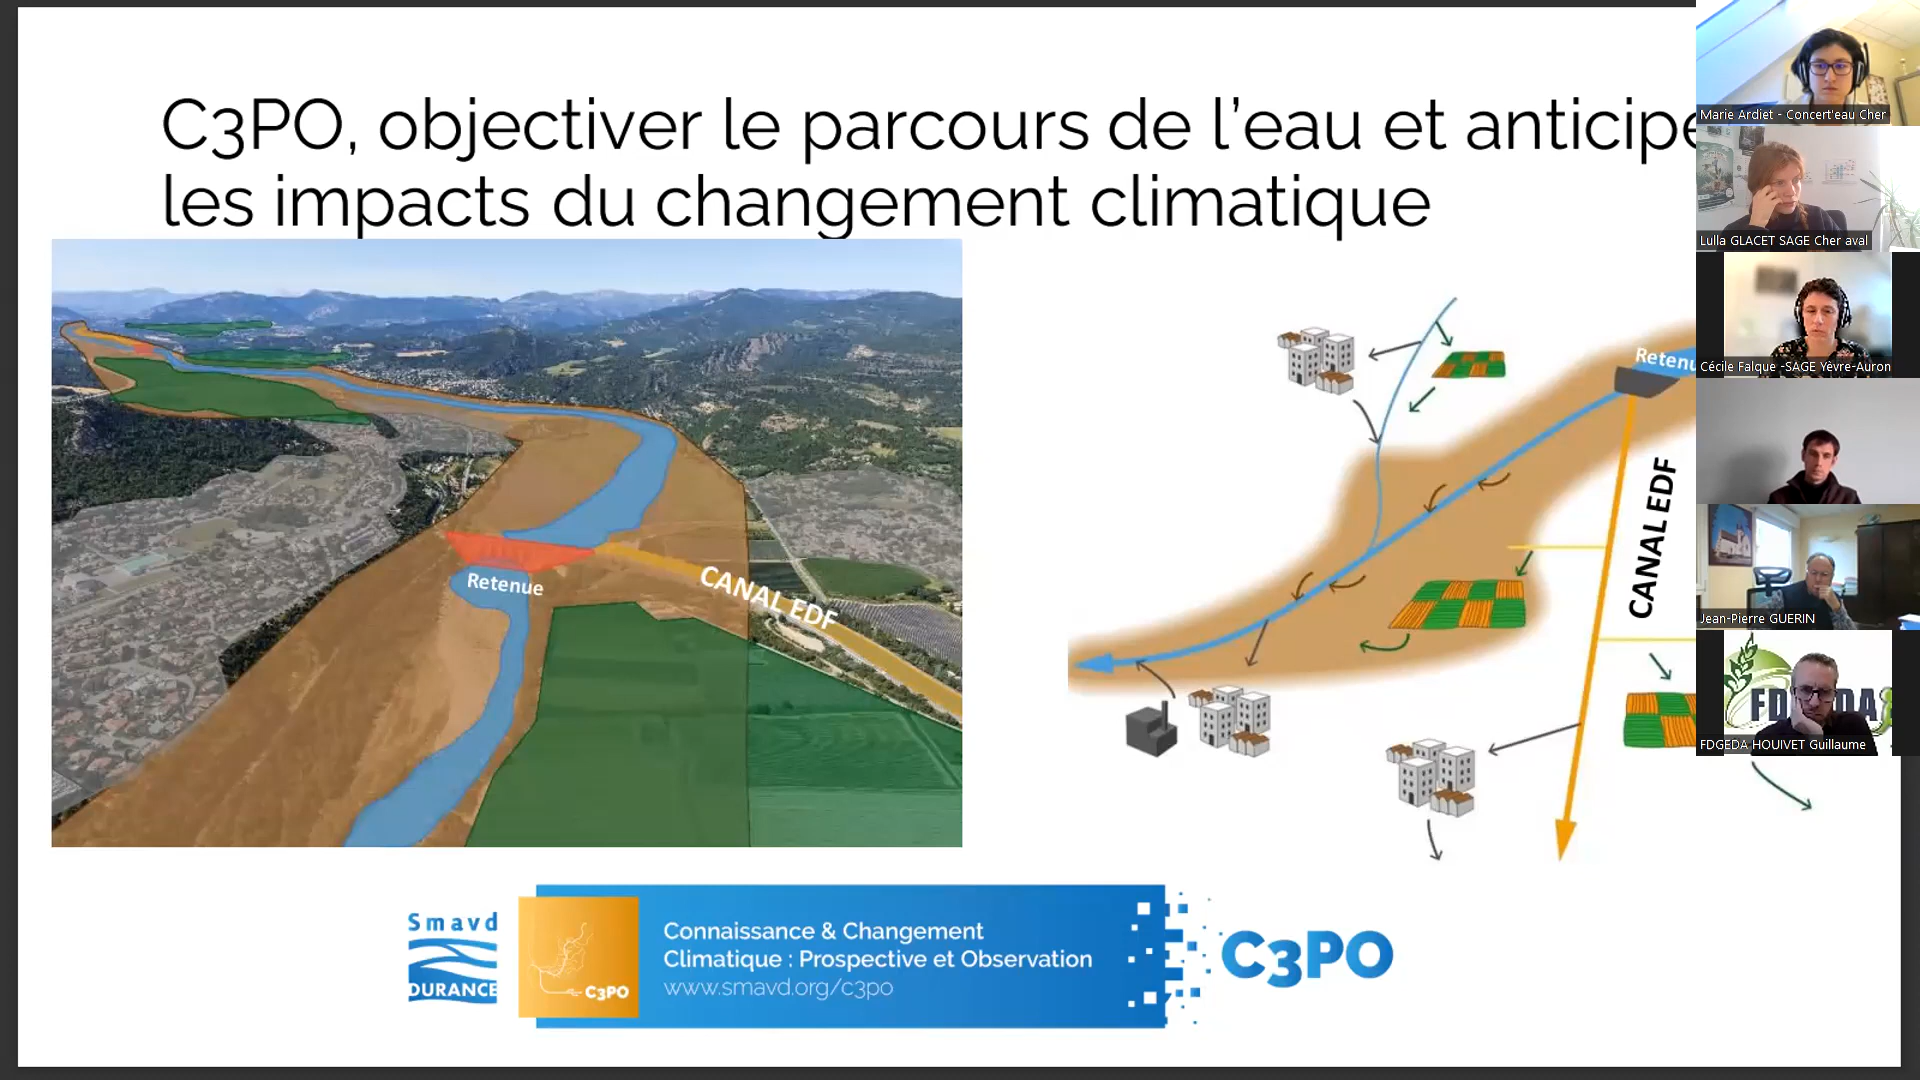 C3PO, objectiver le parcours de l'eau et anticipe
les impacts du changement climatique
Retenue
CANAL EDF
Retenu
CANAL EDF
Smavd
DURANCE
C3PO
Connaissance & Changement
Climatique : Prospective et Observation
www.smavd.org/c3po
C3PO
Marie Ardiet - Concert'eau Cher
Lulla GLACET SAGE Cher aval
Cécile Falque -SAGE Yèvre-Auron
Jean-Pierre GUERIN
FDGEDA HOUIVET Guillaume